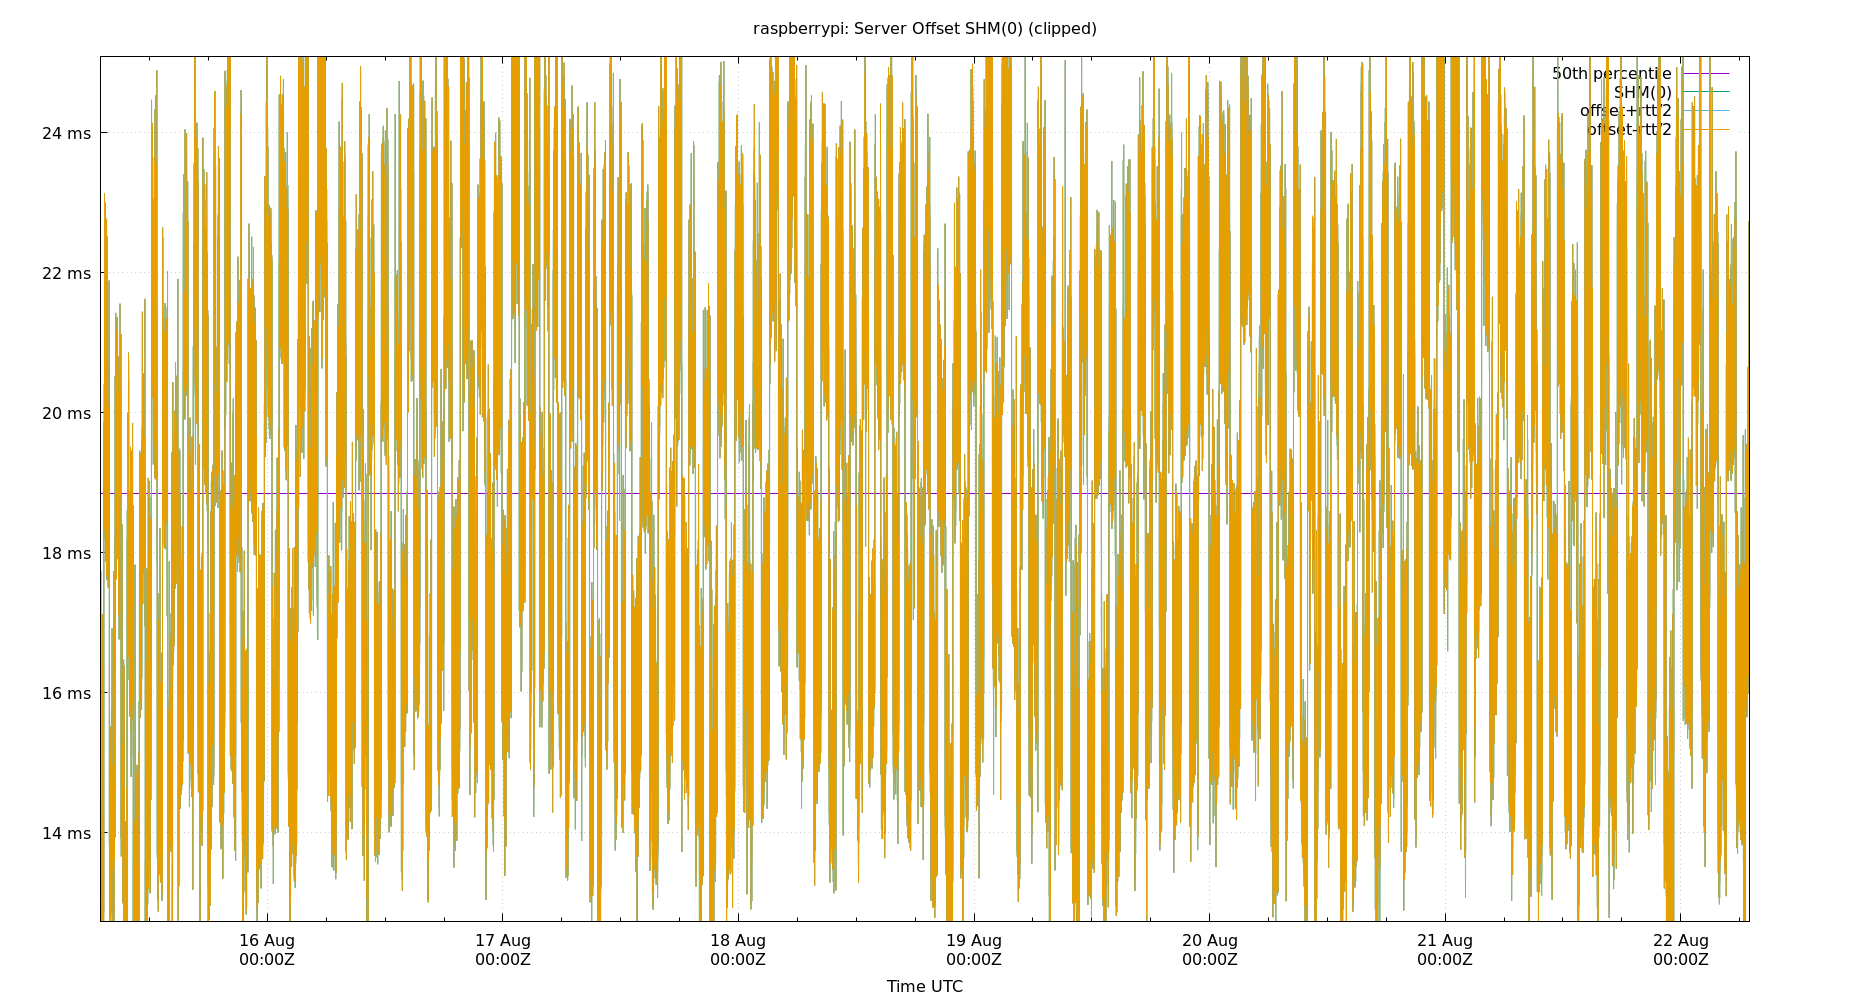 raspberrypi: Server Offset SHM(0) (clipped)
50th percentile
SHM(0)
offset+rtt/2
offset-rtt/2
24 ms
22 ms
20 ms
18 ms
16 ms
14 ms
16 Aug
00:00Z
17 Aug
00:00Z
18 Aug
00:00Z
19 Aug
00:00Z
20 Aug
00:00Z
21 Aug
00:00Z
22 Aug
00:00Z
Time UTC